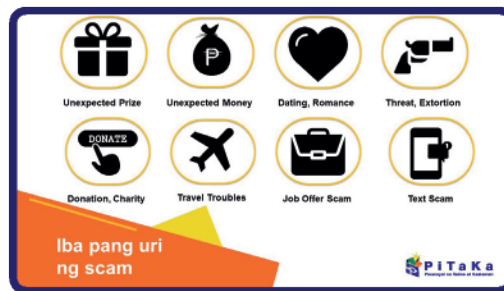 Unexpected Prize
Unexpected Money
Dating, Romance
Threat, Extortion
DONATE
Donation, Charity
Travel Troubles
Job Offer Scam
Text Scam
Iba pang uri
ng scam
PiTaKa